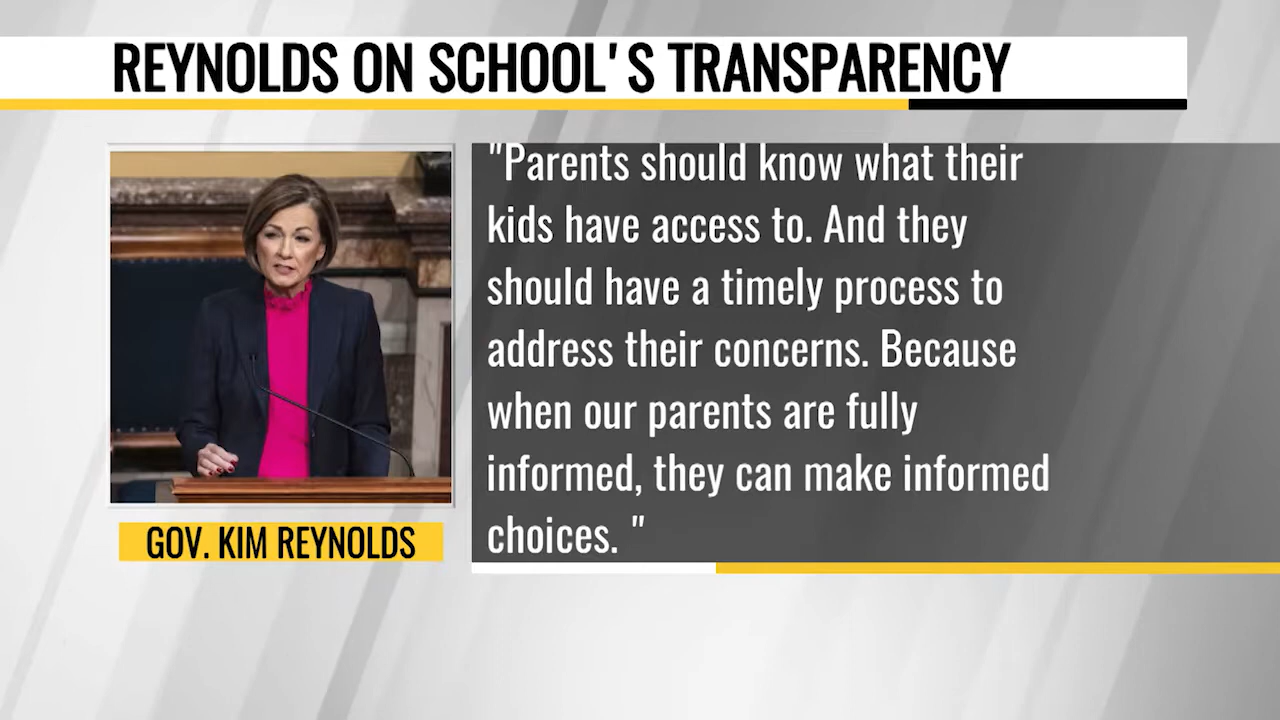 REYNOLDS ON SCHOOL'S TRANSPARENCY
"Parents should know what their
kids have access to. And they
should have a timely process to
address their concerns. Because
when our parents are fully
informed, they can make informed
choices. "
GOV. KIM REYNOLDS